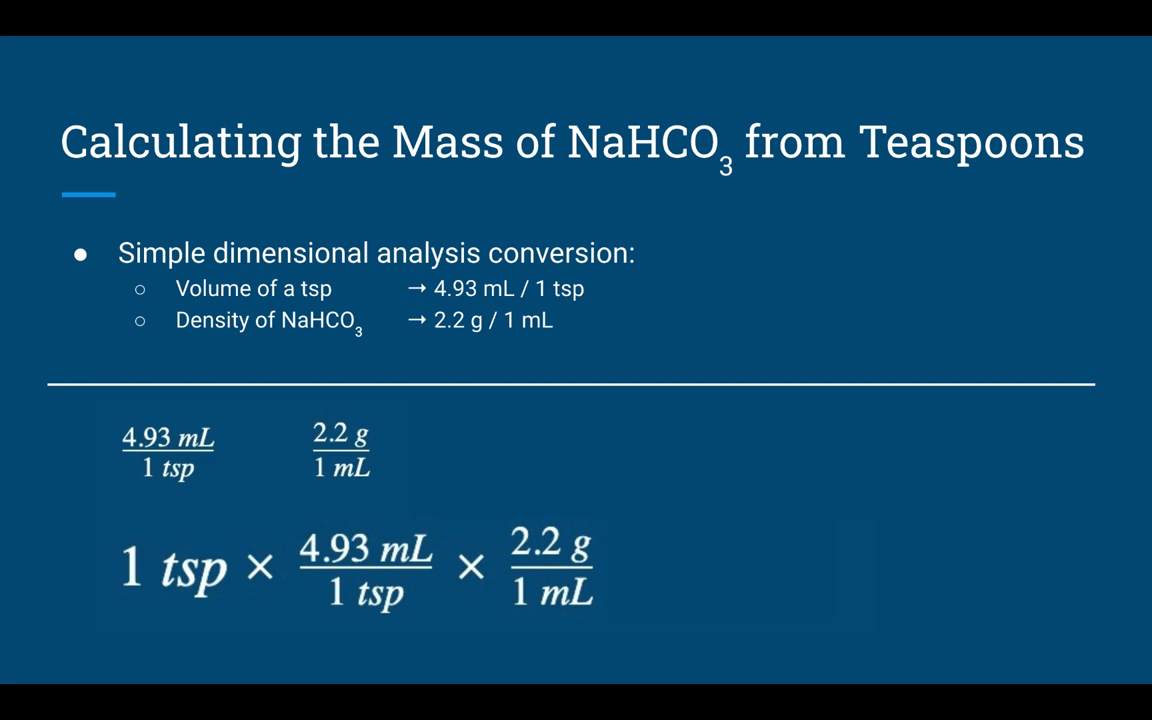 Calculating the Mass of NaHCO₃ from Teaspoons
● Simple dimensional analysis conversion:
○ Volume of a tsp → 4.93 mL / 1 tsp
○ Density of NaHCO₃ → 2.2 g / 1 mL
4.93 mL 2.2 g
1 tsp 1 mL
4.93 mL 2.2 g
1 tsp × ×
1 tsp 1 mL